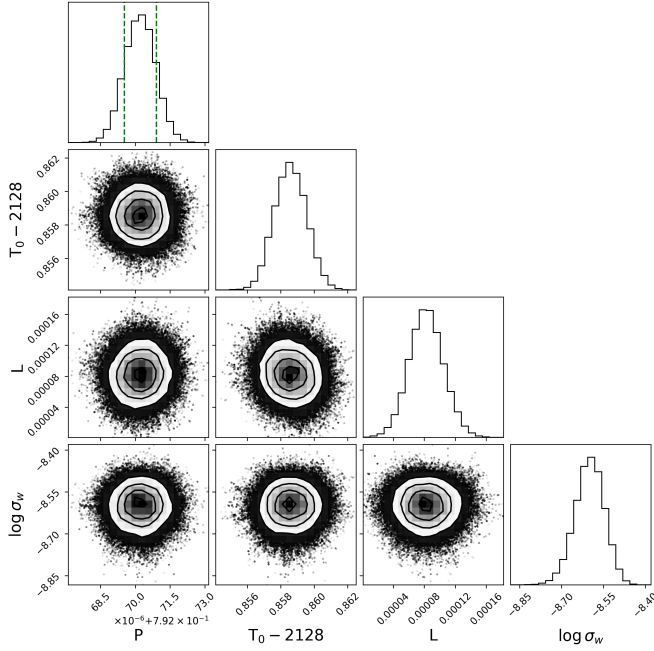 0.862
0.860
0.858
0.856
T₀ − 2128
0.00016
0.00012
0.00008
0.00004
L
−8.40
−8.55
−8.70
−8.85
log σ_w
68.5 70.0 71.5 73.0
×10⁻⁶+7.92 × 10⁻¹
P
0.856 0.858 0.860 0.862
T₀ − 2128
0.00004 0.00008 0.00012 0.00016
L
−8.85 −8.70 −8.55 −8.40
log σ_w